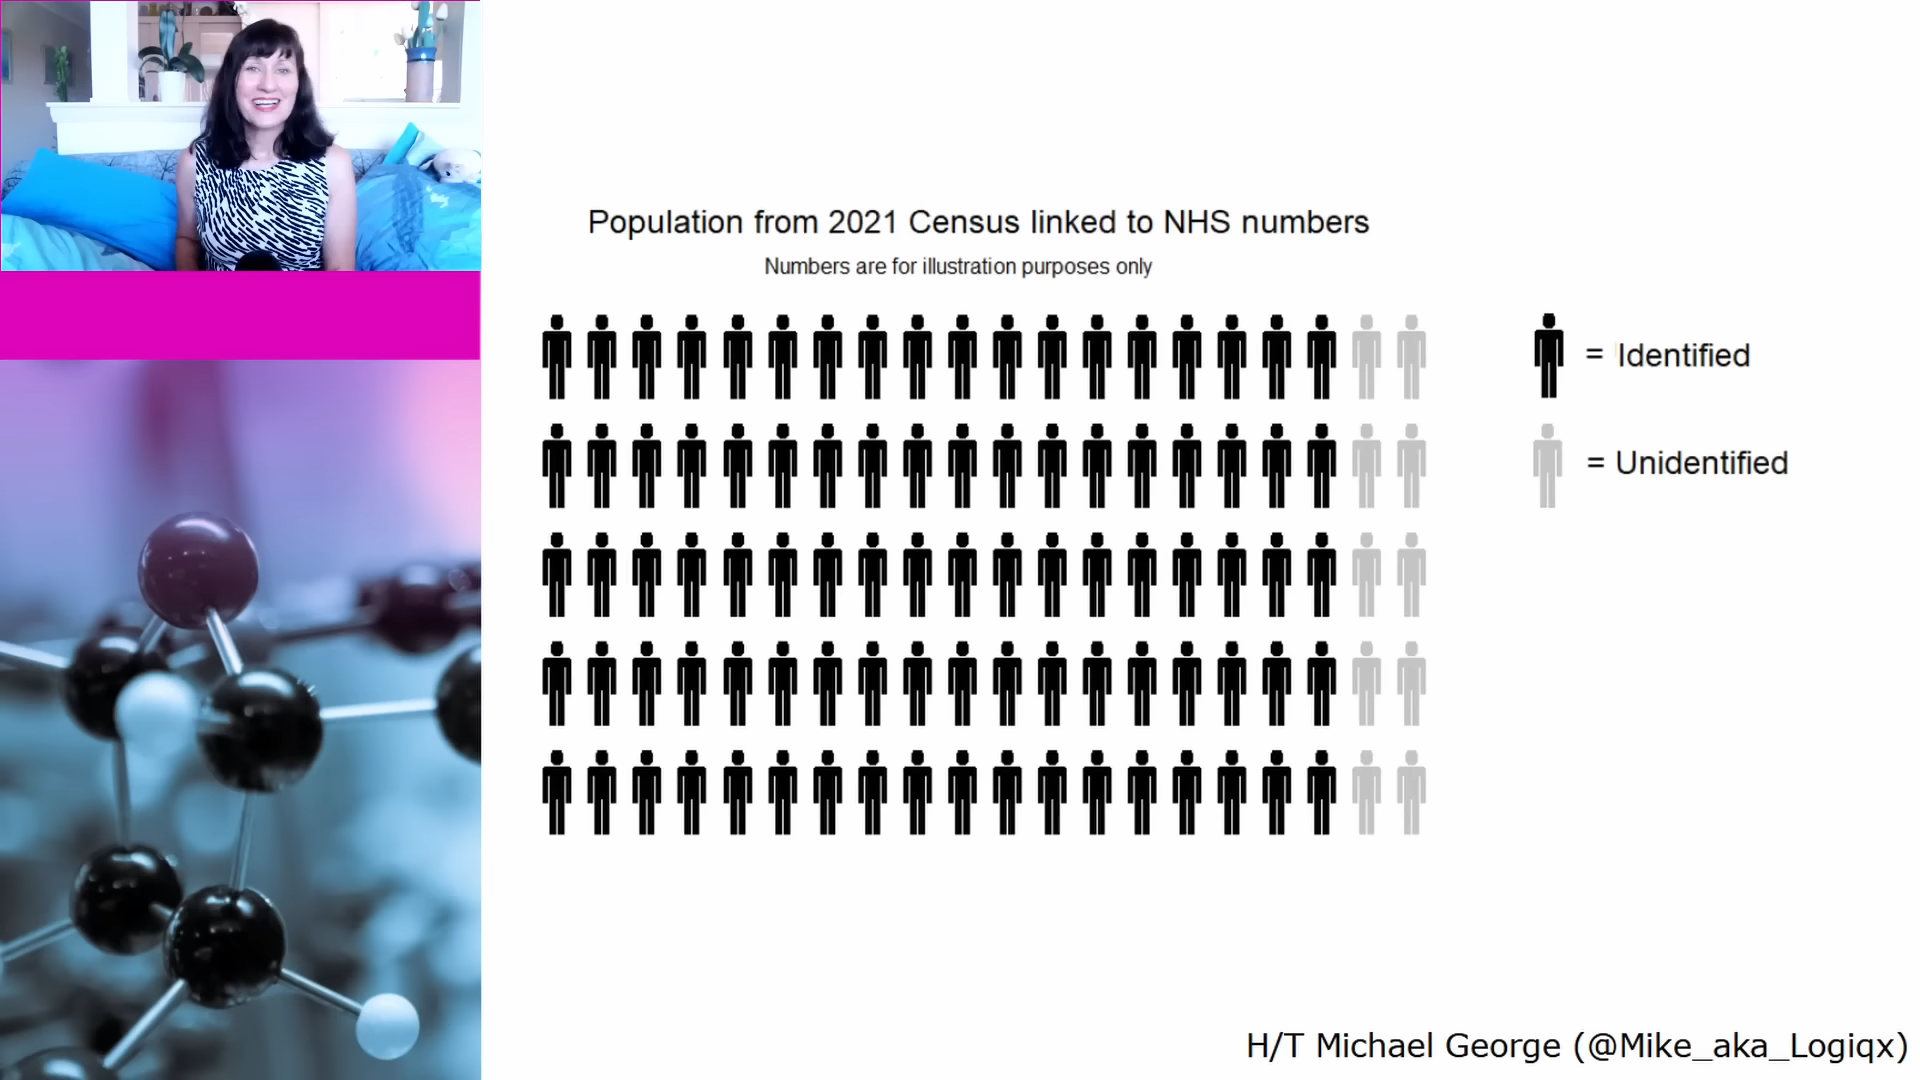 Population from 2021 Census linked to NHS numbers
Numbers are for illustration purposes only
= Identified
= Unidentified
H/T Michael George (@Mike_aka_Logiqx)